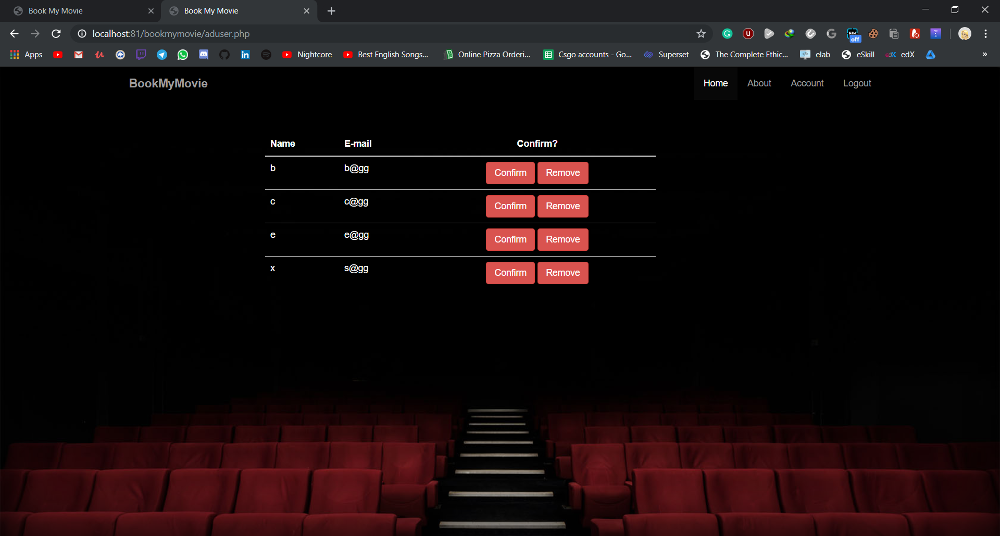 Book My Movie
Book My Movie
localhost:81/bookmymovie/aduser.php
off
Apps
Nightcore
Best English Songs...
Online Pizza Orderi...
Csgo accounts - Go...
Superset
The Complete Ethic...
elab
eSkill
edX
BookMyMovie
Home About Account Logout
Name E-mail Confirm?
b b@gg Confirm Remove
c c@gg Confirm Remove
e e@gg Confirm Remove
x s@gg Confirm Remove